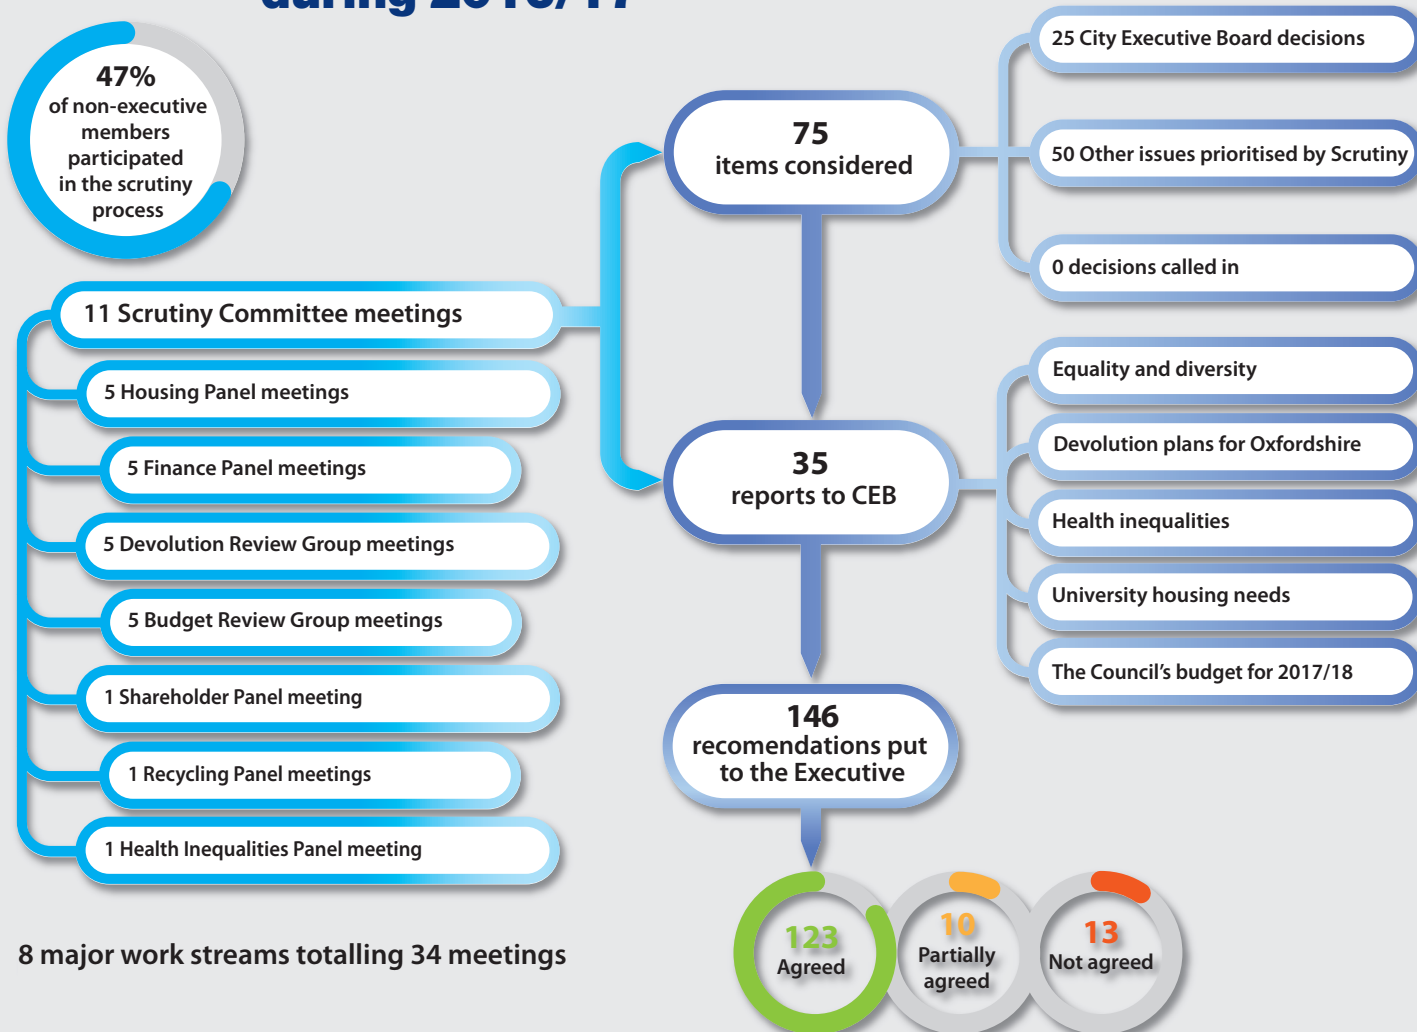 during 2016/17
47%
of non-executive
members
participated
in the scrutiny
process
11 Scrutiny Committee meetings
5 Housing Panel meetings
5 Finance Panel meetings
5 Devolution Review Group meetings
5 Budget Review Group meetings
1 Shareholder Panel meeting
1 Recycling Panel meetings
1 Health Inequalities Panel meeting
8 major work streams totalling 34 meetings
75
items considered
25 City Executive Board decisions
50 Other issues prioritised by Scrutiny
0 decisions called in
35
reports to CEB
Equality and diversity
Devolution plans for Oxfordshire
Health inequalities
University housing needs
The Council’s budget for 2017/18
146
recomendations put
to the Executive
123
Agreed
10
Partially
agreed
13
Not agreed